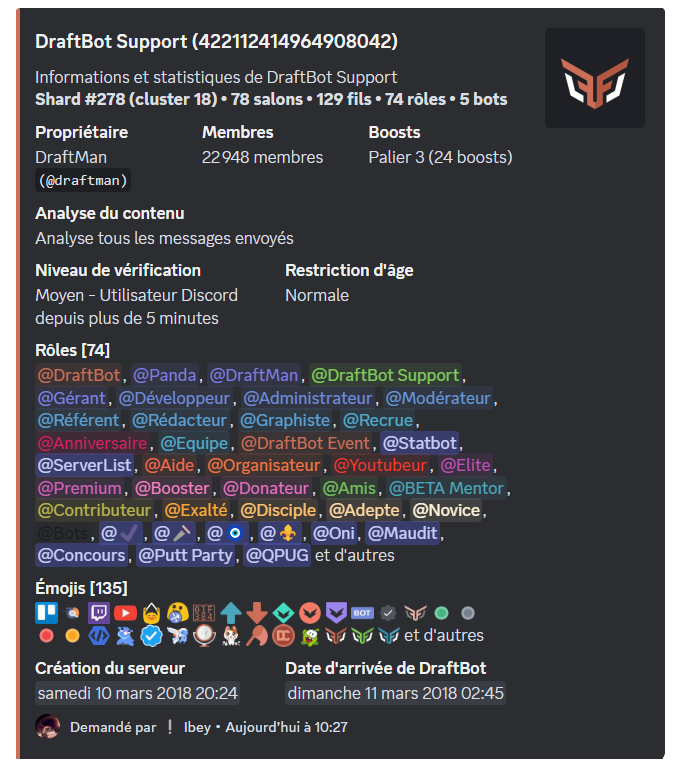 DraftBot Support (422112414964908042)
Informations et statistiques de DraftBot Support
Shard #278 (cluster 18) • 78 salons • 129 fils • 74 rôles • 5 bots
Propriétaire Membres Boosts
DraftMan 22 948 membres Palier 3 (24 boosts)
(@draftman)
Analyse du contenu
Analyse tous les messages envoyés
Niveau de vérification Restriction d'âge
Moyen - Utilisateur Discord Normale
depuis plus de 5 minutes
Rôles [74]
@DraftBot, @Panda, @DraftMan, @DraftBot Support,
@Gérant, @Développeur, @Administrateur, @Modérateur,
@Référent, @Rédacteur, @Graphiste, @Recrue,
@Anniversaire, @Equipe, @DraftBot Event, @Statbot,
@ServerList, @Aide, @Organisateur, @Youtubeur, @Elite,
@Premium, @Booster, @Donateur, @Amis, @BETA Mentor,
@Contributeur, @Exalté, @Disciple, @Adepte, @Novice,
@Bots, @✔, @🎤, @🧿, @⚜, @Oni, @Maudit,
@Concours, @Putt Party, @QPUG et d'autres
Émojis [135]
01F384 BOT
DC et d'autres
Création du serveur Date d'arrivée de DraftBot
samedi 10 mars 2018 20:24 dimanche 11 mars 2018 02:45
Demandé par ❕ Ibey • Aujourd'hui à 10:27